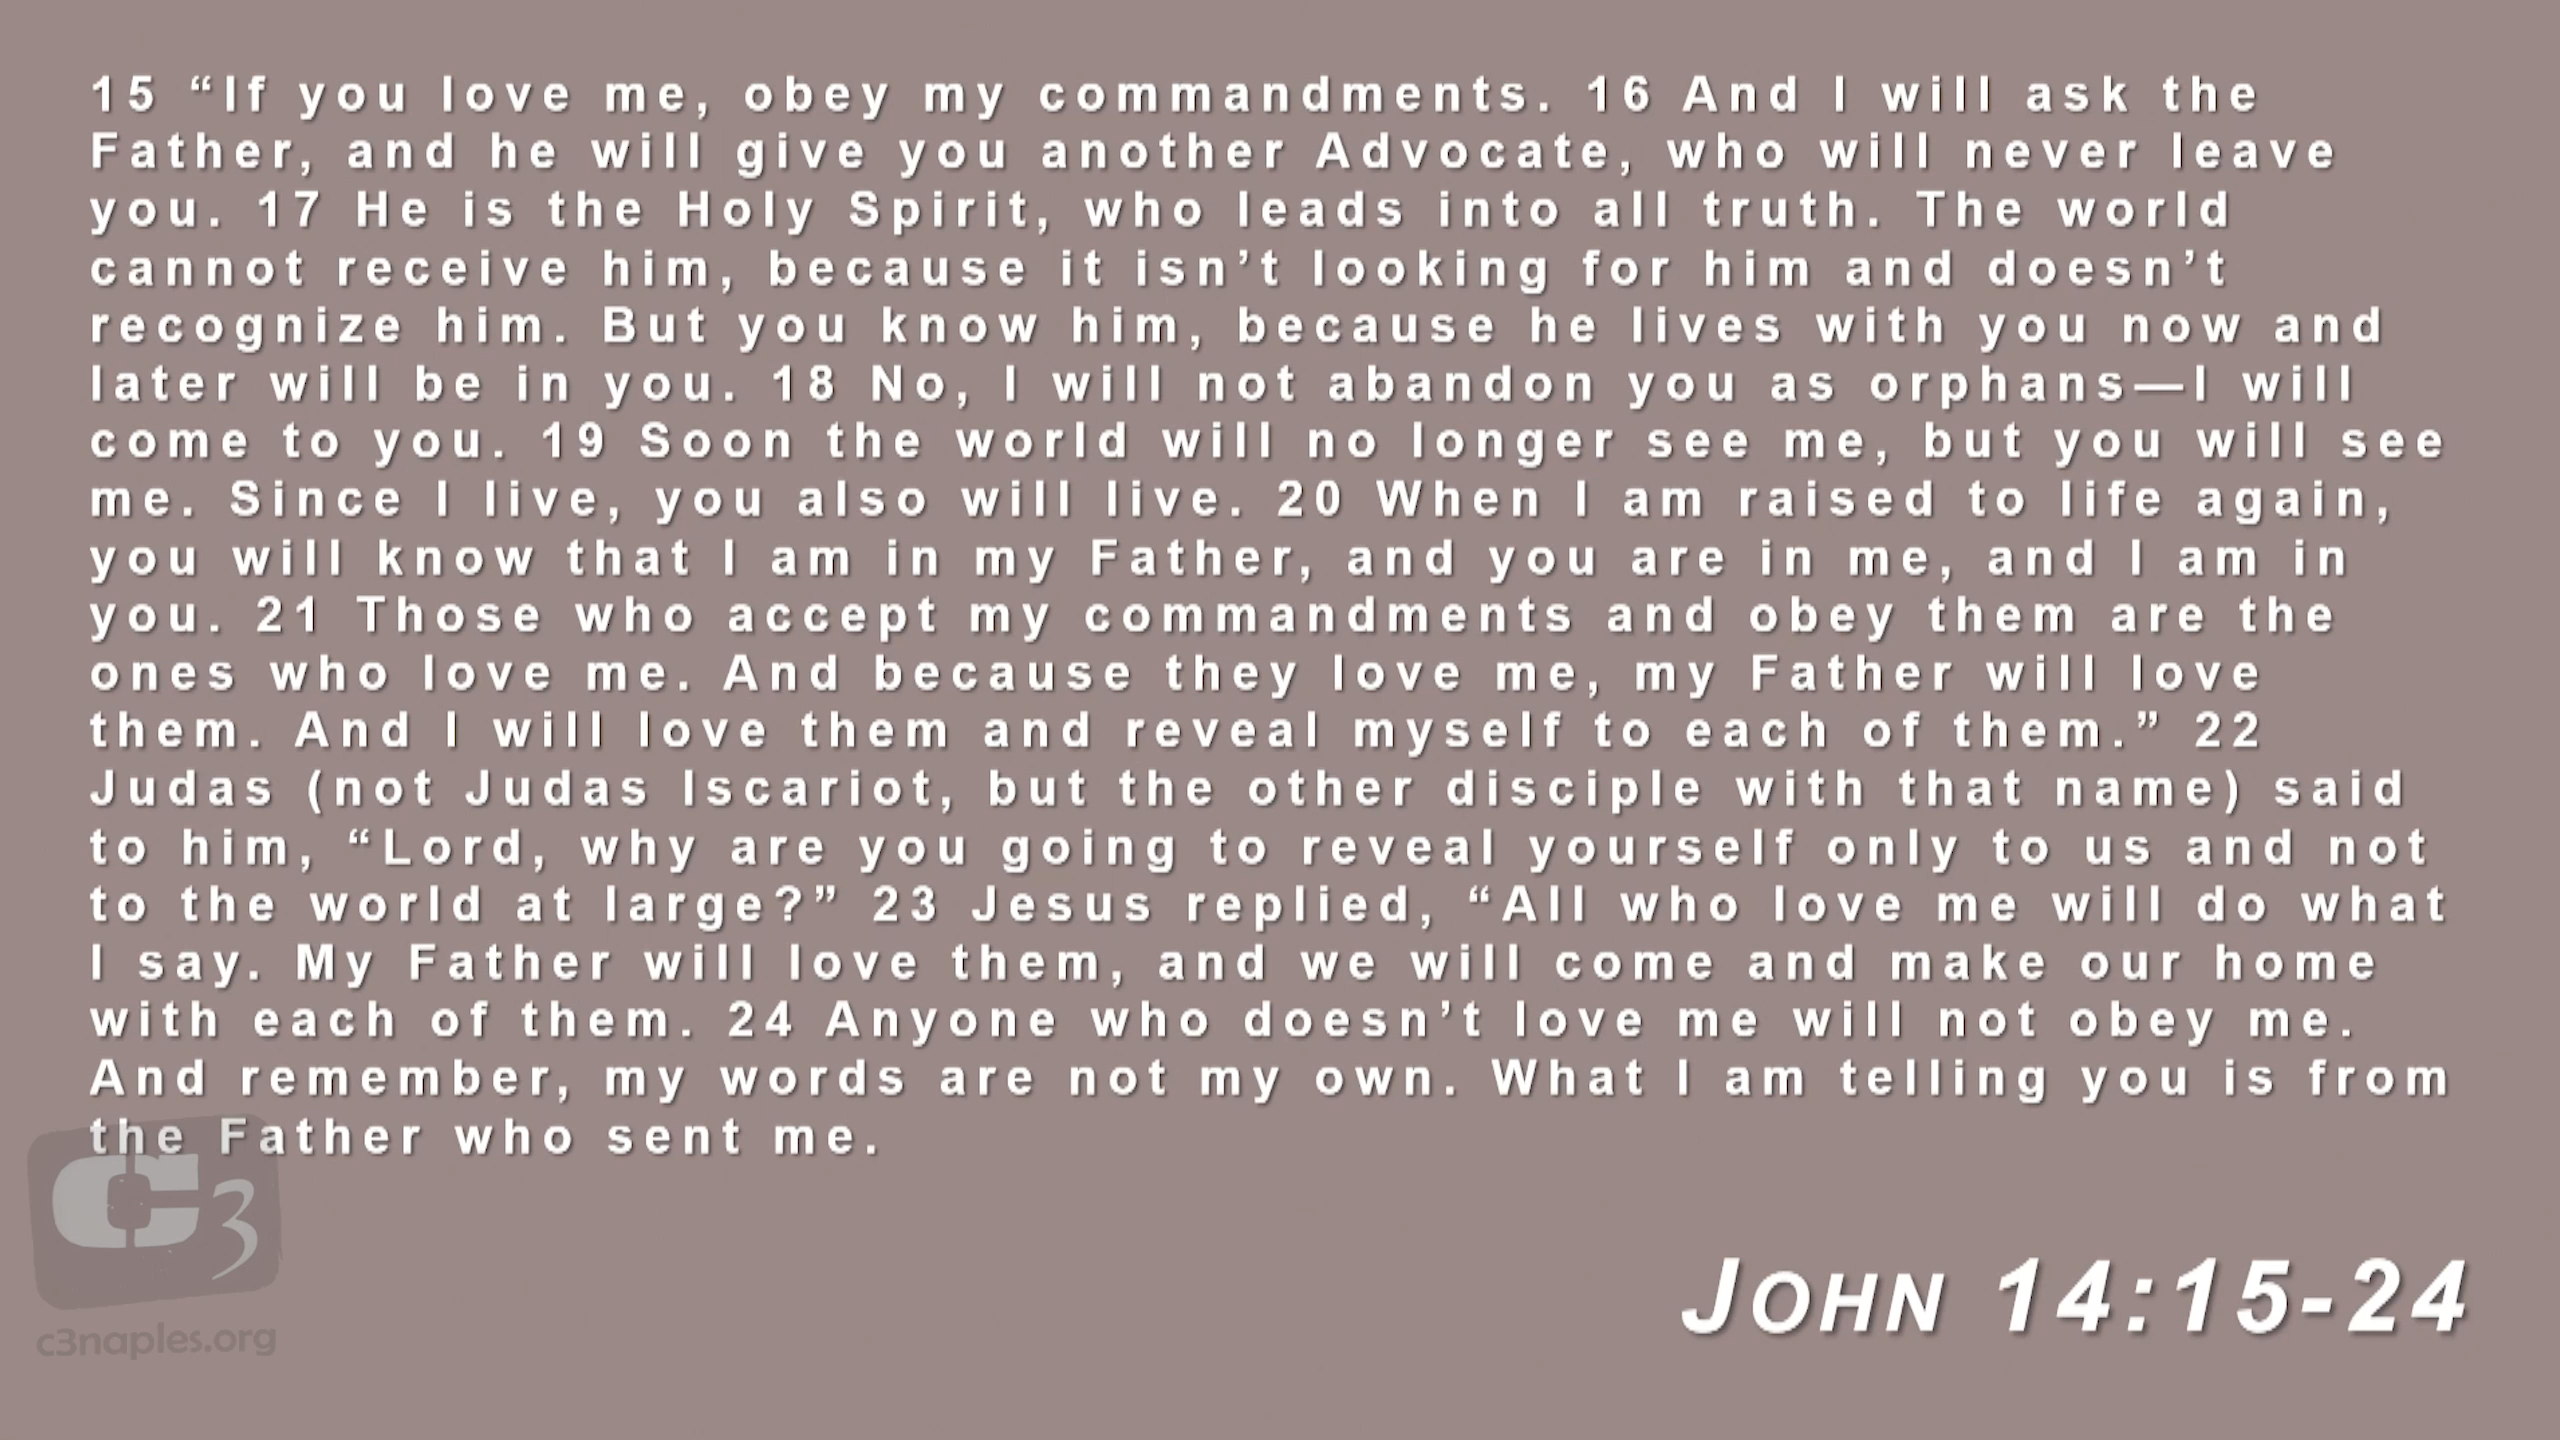 15 “If you love me, obey my commandments. 16 And I will ask the
Father, and he will give you another Advocate, who will never leave
you. 17 He is the Holy Spirit, who leads into all truth. The world
cannot receive him, because it isn’t looking for him and doesn’t
recognize him. But you know him, because he lives with you now and
later will be in you. 18 No, I will not abandon you as orphans—I will
come to you. 19 Soon the world will no longer see me, but you will see
me. Since I live, you also will live. 20 When I am raised to life again,
you will know that I am in my Father, and you are in me, and I am in
you. 21 Those who accept my commandments and obey them are the
ones who love me. And because they love me, my Father will love
them. And I will love them and reveal myself to each of them.” 22
Judas (not Judas Iscariot, but the other disciple with that name) said
to him, “Lord, why are you going to reveal yourself only to us and not
to the world at large?” 23 Jesus replied, “All who love me will do what
I say. My Father will love them, and we will come and make our home
with each of them. 24 Anyone who doesn’t love me will not obey me.
And remember, my words are not my own. What I am telling you is from
the Father who sent me.
C3
c3naples.org
JOHN 14:15-24